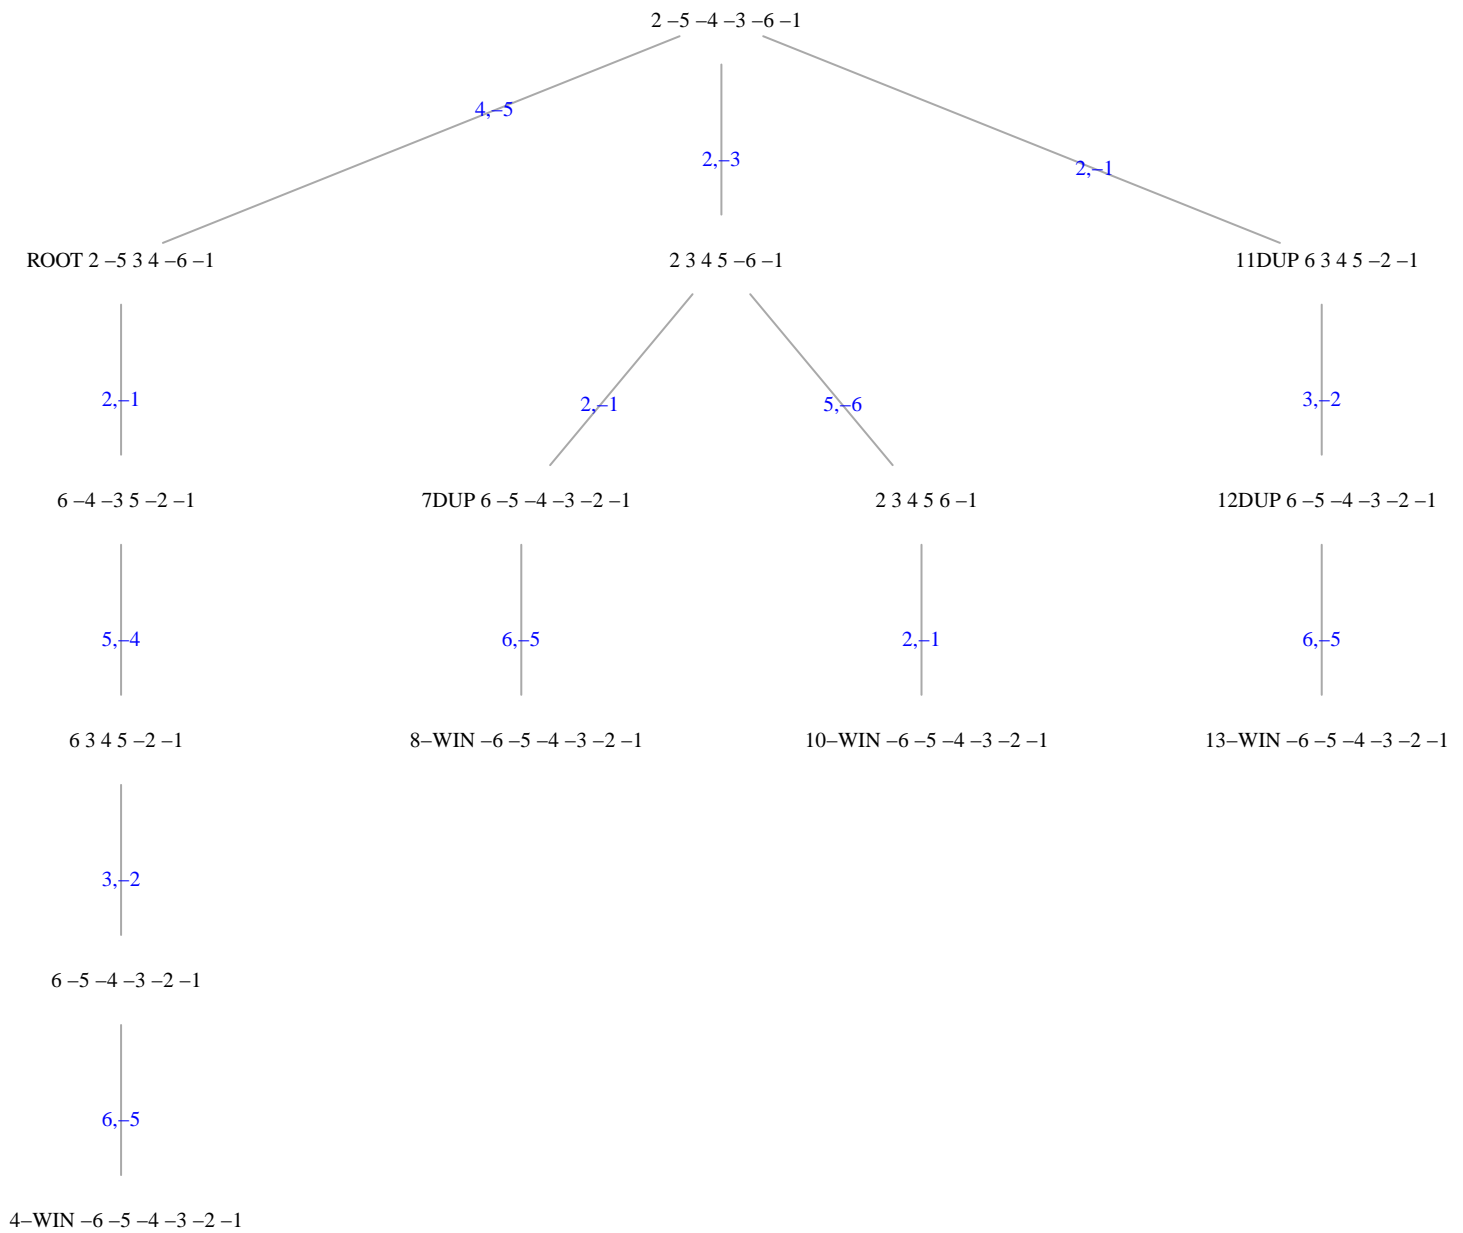 2 –5 –4 –3 –6 –1
4,–5
2,–3
2,–1
ROOT 2 –5 3 4 –6 –1
2 3 4 5 –6 –1
11DUP 6 3 4 5 –2 –1
2,–1
2,–1
5,–6
3,–2
6 –4 –3 5 –2 –1
7DUP 6 –5 –4 –3 –2 –1
2 3 4 5 6 –1
12DUP 6 –5 –4 –3 –2 –1
5,–4
6,–5
2,–1
6,–5
6 3 4 5 –2 –1
8–WIN –6 –5 –4 –3 –2 –1
10–WIN –6 –5 –4 –3 –2 –1
13–WIN –6 –5 –4 –3 –2 –1
3,–2
6 –5 –4 –3 –2 –1
6,–5
4–WIN –6 –5 –4 –3 –2 –1